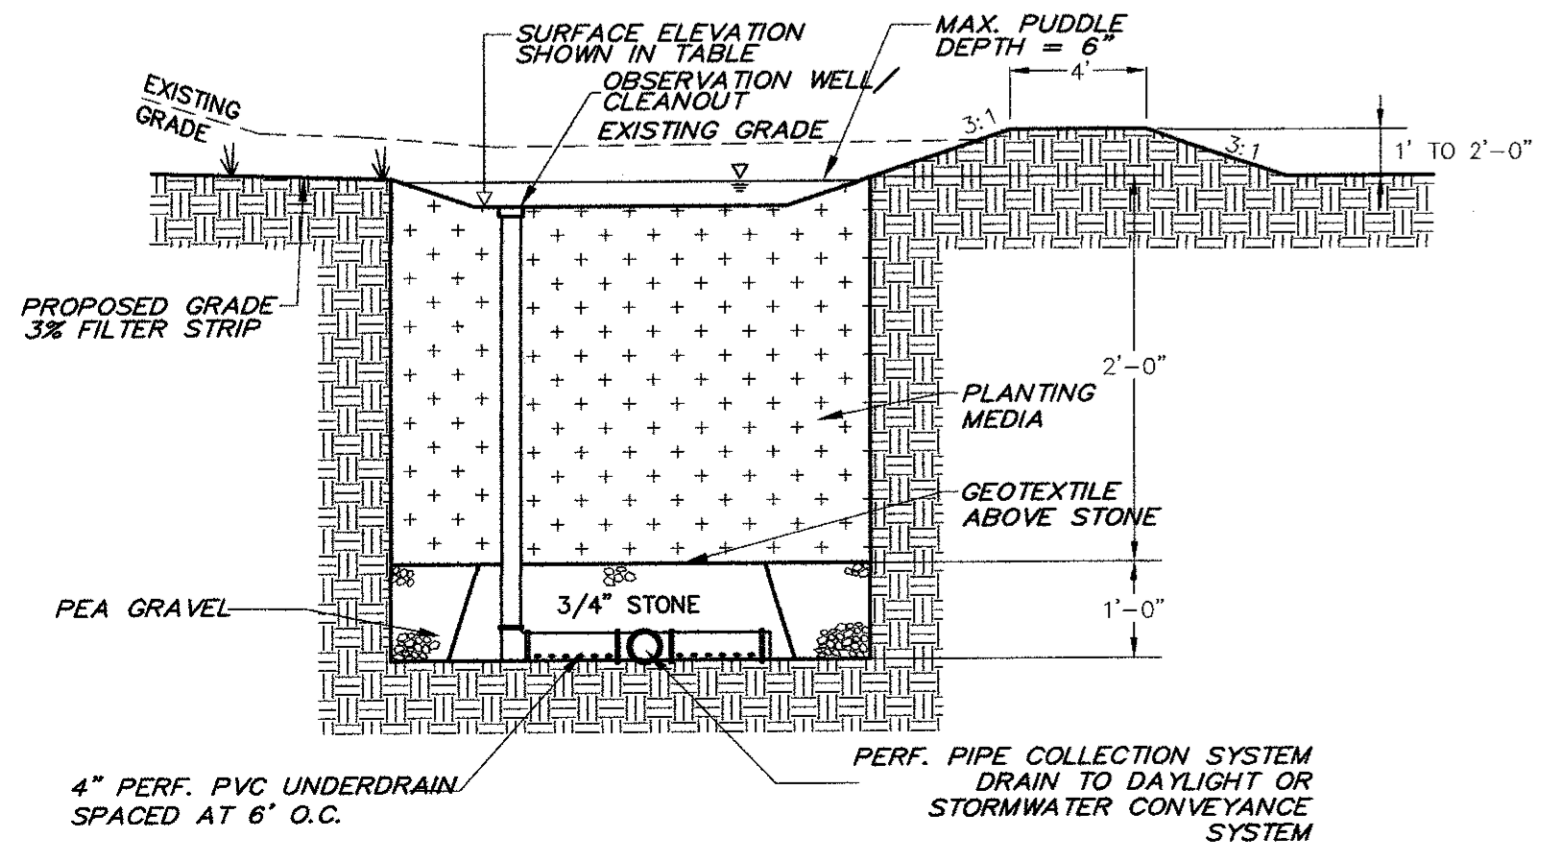 SURFACE ELEVATION
SHOWN IN TABLE
MAX. PUDDLE
DEPTH = 6"
OBSERVATION WELL/
CLEANOUT
4'
EXISTING
GRADE
EXISTING GRADE
3:1
3:1
1' TO 2'-0"
PROPOSED GRADE
3% FILTER STRIP
2'-0"
PLANTING
MEDIA
GEOTEXTILE
ABOVE STONE
PEA GRAVEL
3/4" STONE
1'-0"
4" PERF. PVC UNDERDRAIN
SPACED AT 6' O.C.
PERF. PIPE COLLECTION SYSTEM
DRAIN TO DAYLIGHT OR
STORMWATER CONVEYANCE
SYSTEM